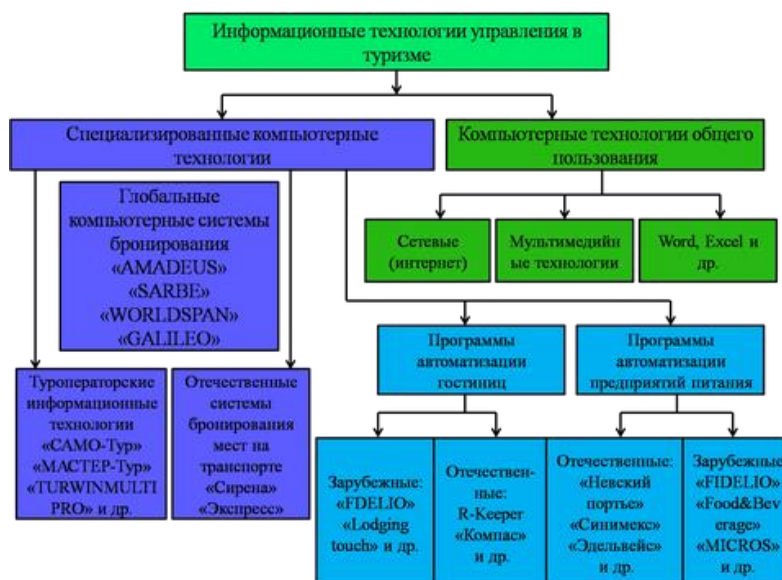 Информационные технологии управления в
туризме
Специализированные компьютерные
технологии
Компьютерные технологии общего
пользования
Глобальные
компьютерные системы
бронирования
«AMADEUS»
«SARBE»
«WORLDSPAN»
«GALILEO»
Сетевые
(интернет)
Мультимедийн
ые технологии
Word, Excel и
др.
Программы
автоматизации
гостиниц
Программы
автоматизации
предприятий питания
Туроператорские
информационные
технологии
«САМО-Тур»
«МАСТЕР-Тур»
«TURWINMULTI
PRO» и др.
Отечественные
системы
бронирования
мест на
транспорте
«Сирена»
«Экспресс»
Зарубежные:
«FDELIO»
«Lodging
touch» и др.
Отечествен-
ные:
R-Keeper
«Компас»
и др.
Отечественные:
«Невский
портье»
«Синимекс»
«Эдельвейс»
и др.
Зарубежные
«FIDELIO»
«Food&Bev
erage»
«MICROS»
и др.